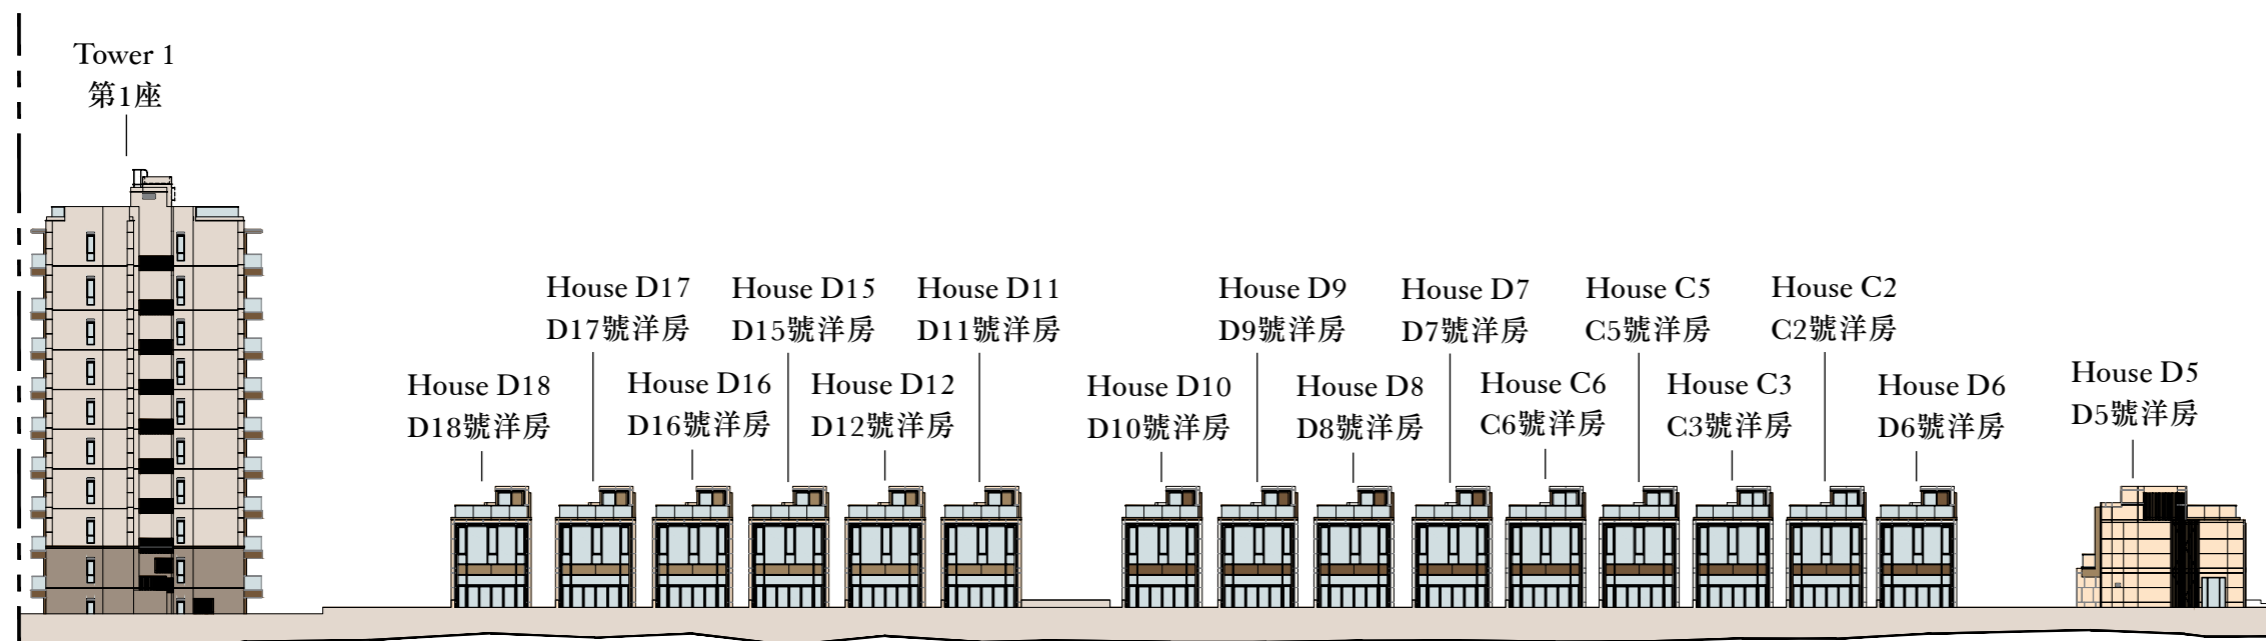 Tower 1
第1座
House D17
D17號洋房
House D15
D15號洋房
House D11
D11號洋房
House D9
D9號洋房
House D7
D7號洋房
House C5
C5號洋房
House C2
C2號洋房
House D18
D18號洋房
House D16
D16號洋房
House D12
D12號洋房
House D10
D10號洋房
House D8
D8號洋房
House C6
C6號洋房
House C3
C3號洋房
House D6
D6號洋房
House D5
D5號洋房